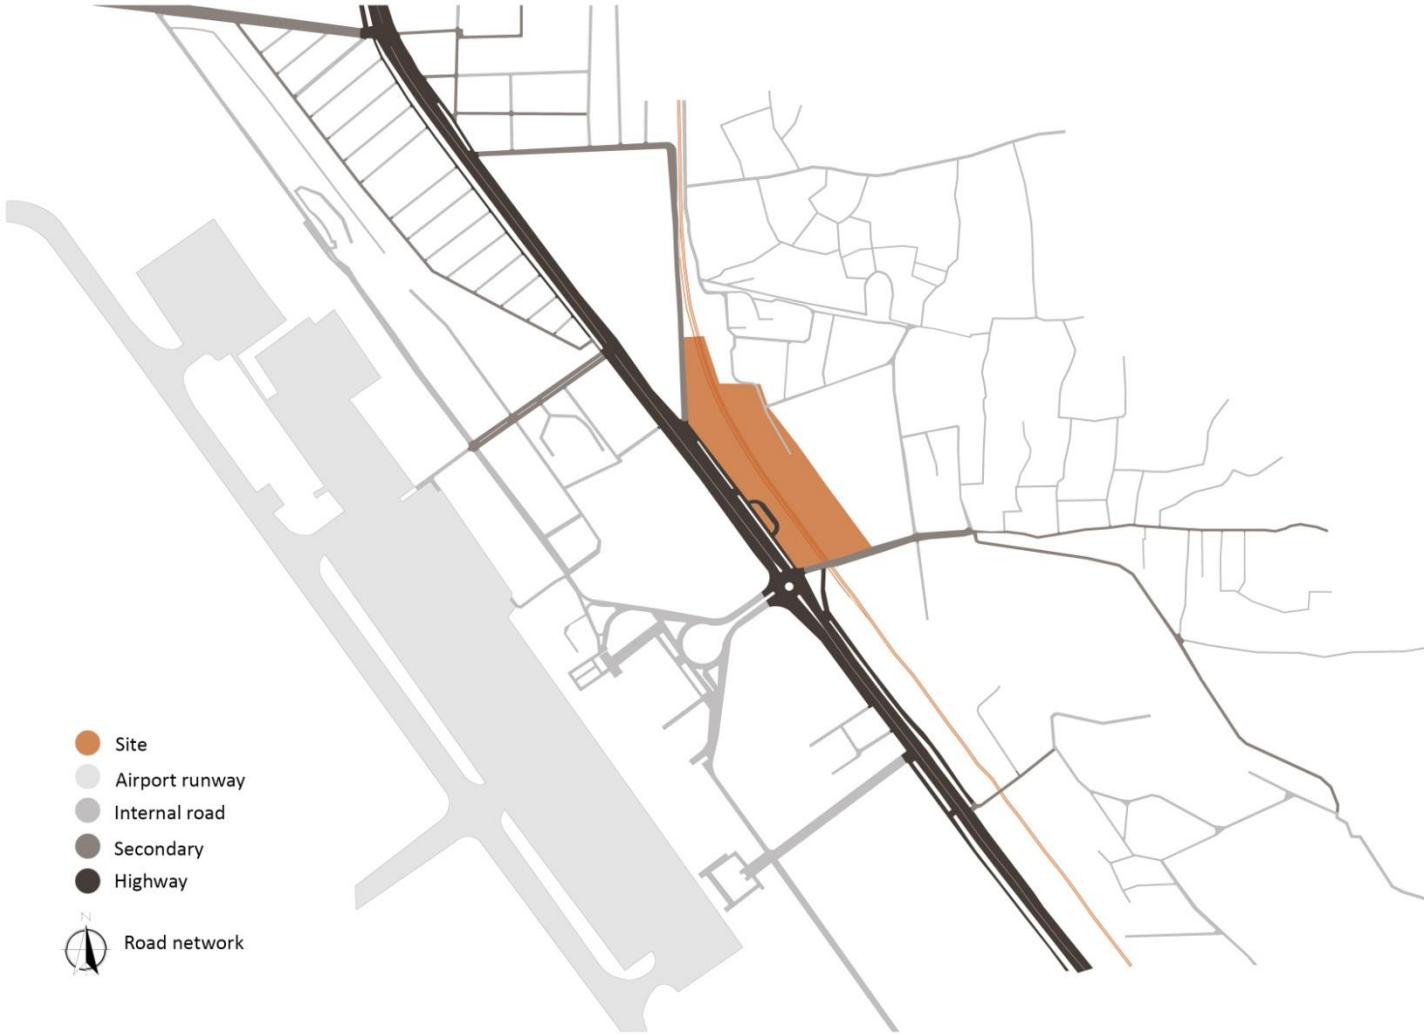 Site
Airport runway
Internal road
Secondary
Highway
N
Road network